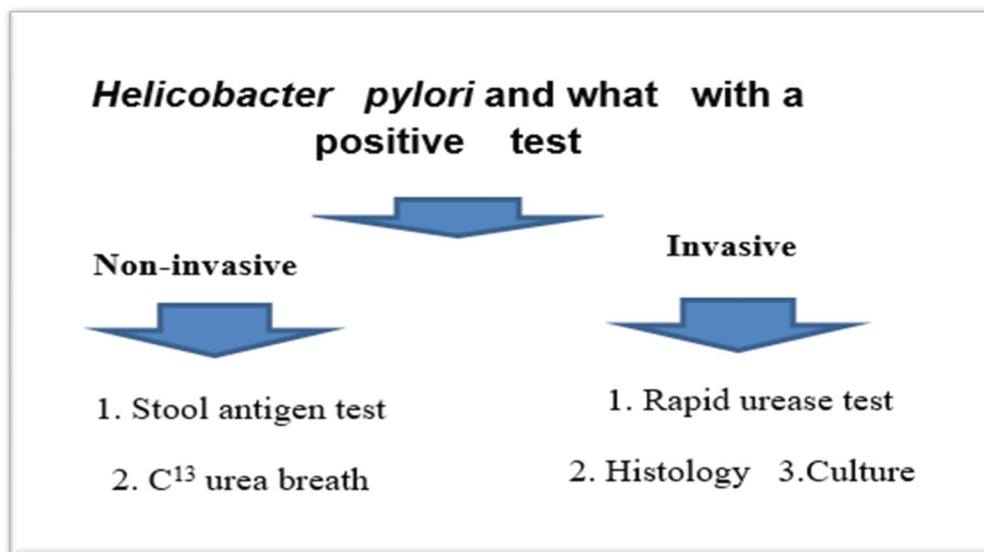 Helicobacter pylori and what with a
positive test
Non-invasive
Invasive
1. Stool antigen test
1. Rapid urease test
2. C¹³ urea breath
2. Histology 3.Culture